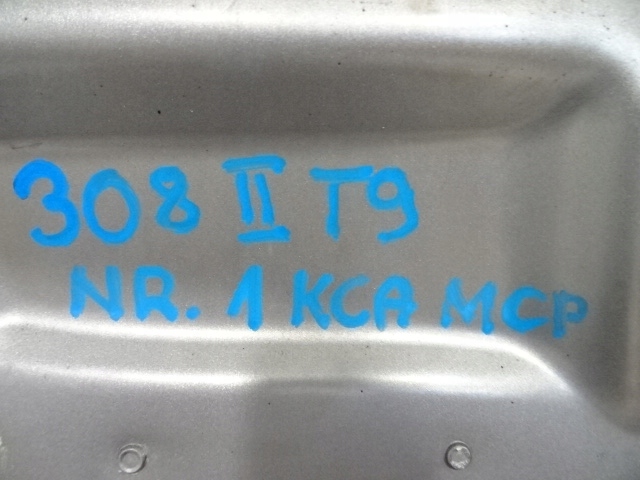 308 II T9
NR. 1 KCA MCP